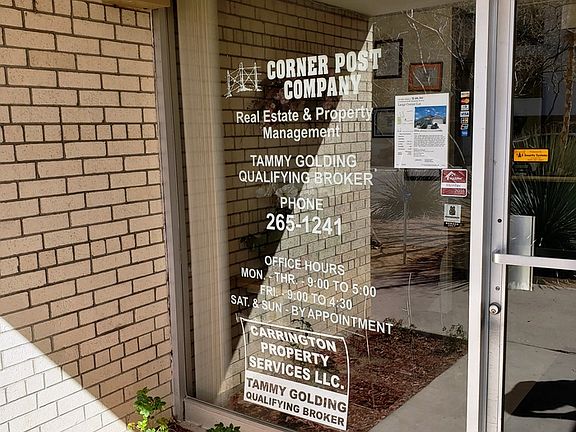 CORNER POST
COMPANY
Real Estate & Property
Management
TAMMY GOLDING
QUALIFYING BROKER
PHONE
265-1241
OFFICE HOURS
MON. - THR. - 9:00 TO 5:00
FRI. - 9:00 TO 4:30
SAT. & SUN - BY APPOINTMENT
CARRINGTON
PROPERTY
SERVICES LLC.
TAMMY GOLDING
QUALIFYING BROKER